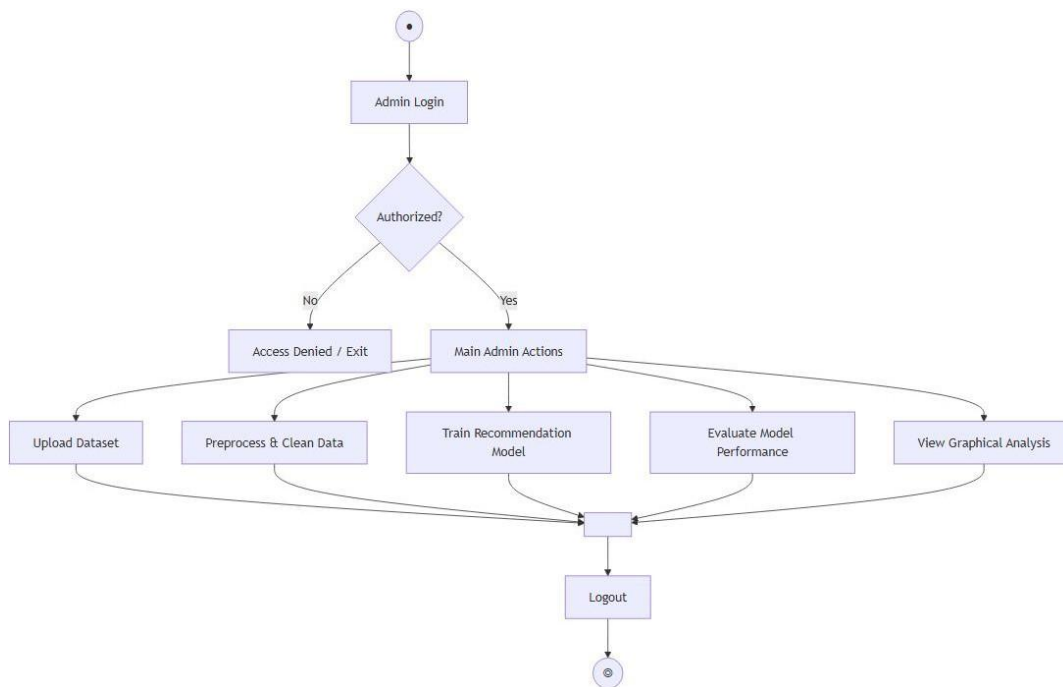 Admin Login
Authorized?
No
Yes
Access Denied / Exit
Main Admin Actions
Upload Dataset
Preprocess & Clean Data
Train Recommendation
Model
Evaluate Model
Performance
View Graphical Analysis
Logout